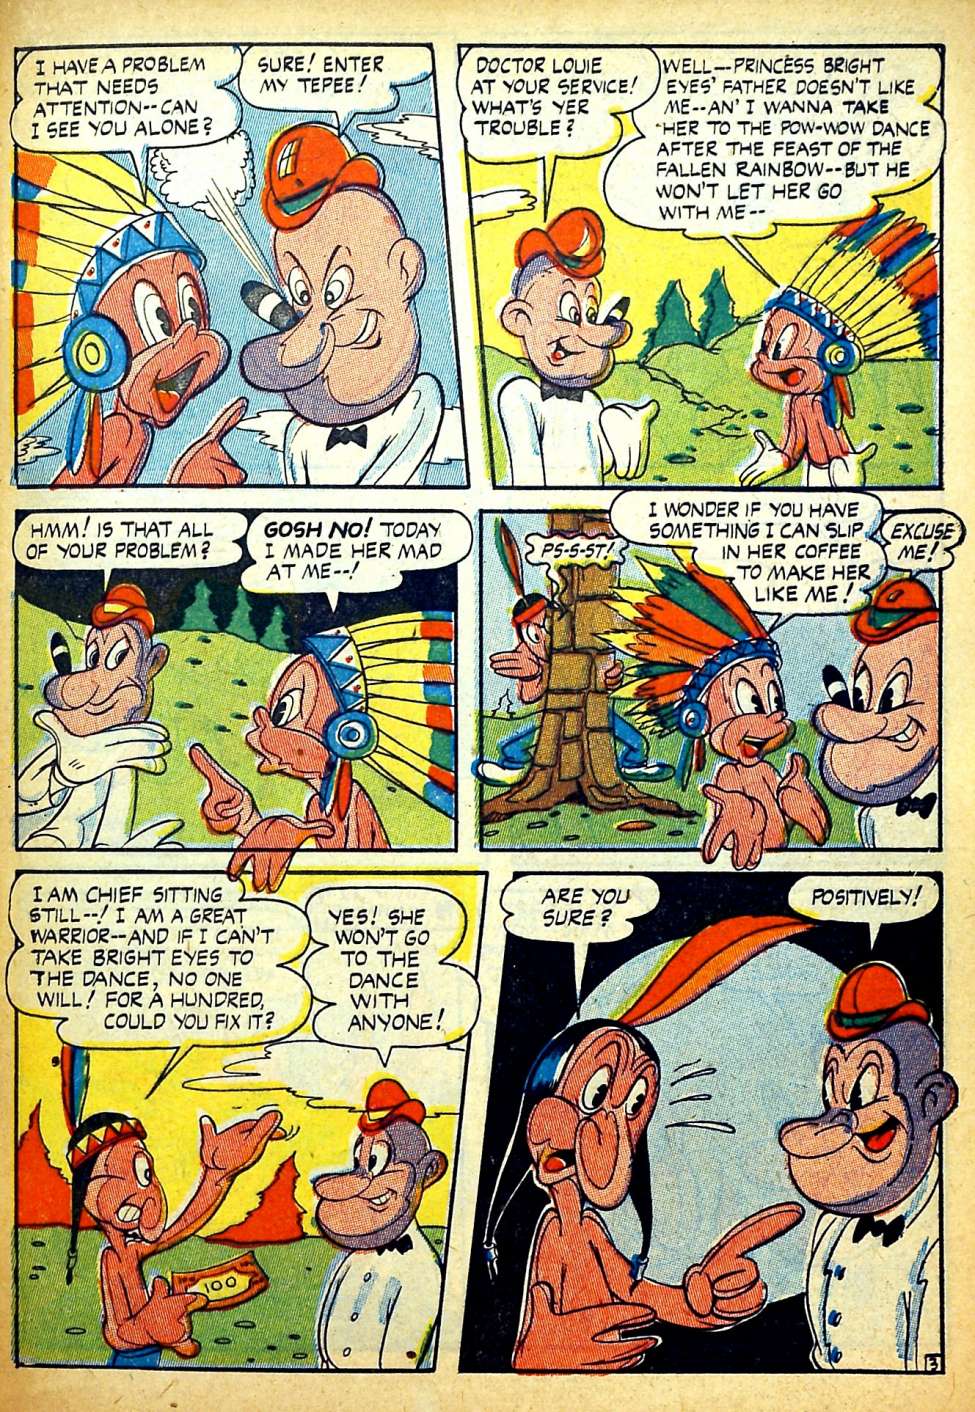 I HAVE A PROBLEM
THAT NEEDS
ATTENTION--CAN
I SEE YOU ALONE?
SURE! ENTER
MY TEPEE!
DOCTOR LOUIE
AT YOUR SERVICE!
WHAT'S YER
TROUBLE?
WELL--PRINCESS BRIGHT
EYES' FATHER DOESN'T LIKE
ME--AN' I WANNA TAKE
HER TO THE POW-WOW DANCE
AFTER THE FEAST OF THE
FALLEN RAINBOW--BUT HE
WON'T LET HER GO
WITH ME--
HMM! IS THAT ALL
OF YOUR PROBLEM?
GOSH NO! TODAY
I MADE HER MAD
AT ME--!
PS-S-ST!
I WONDER IF YOU HAVE
SOMETHING I CAN SLIP
IN HER COFFEE
TO MAKE HER
LIKE ME!
EXCUSE
ME!
I AM CHIEF SITTING
STILL--! I AM A GREAT
WARRIOR--AND IF I CAN'T
TAKE BRIGHT EYES TO
THE DANCE, NO ONE
WILL! FOR A HUNDRED,
COULD YOU FIX IT?
YES! SHE
WON'T GO
TO THE
DANCE
WITH
ANYONE!
100
ARE YOU
SURE?
POSITIVELY!
3